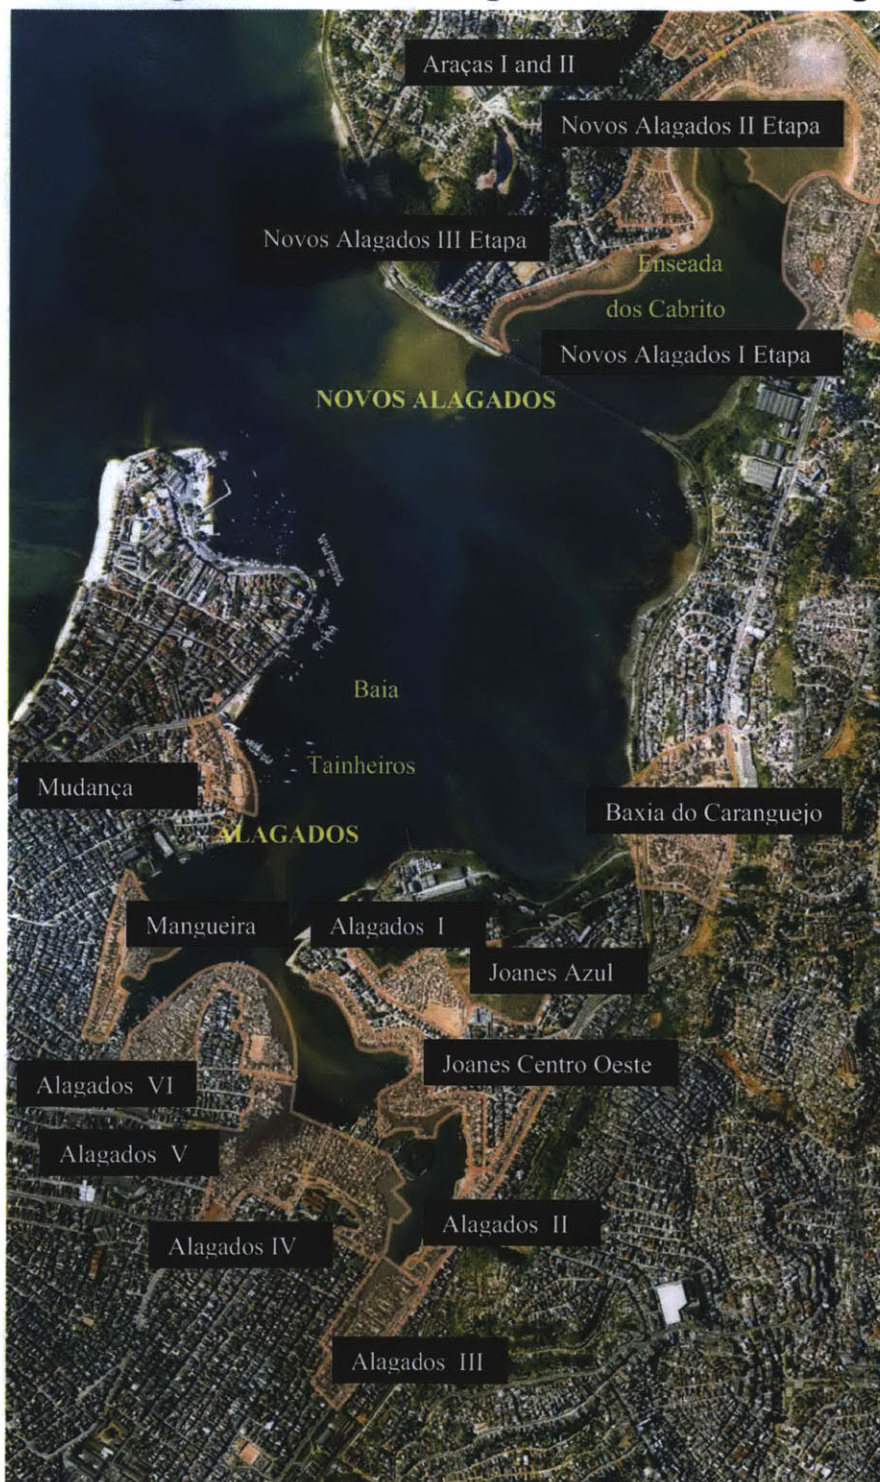 Araças I and II
Novos Alagados II Etapa
Novos Alagados III Etapa
Enseada
dos Cabrito
Novos Alagados I Etapa
NOVOS ALAGADOS
Baia
Tainheiros
Mudança
Baxia do Caranguejo
ALAGADOS
Mangueira
Alagados I
Joanes Azul
Joanes Centro Oeste
Alagados VI
Alagados V
Alagados II
Alagados IV
Alagados III